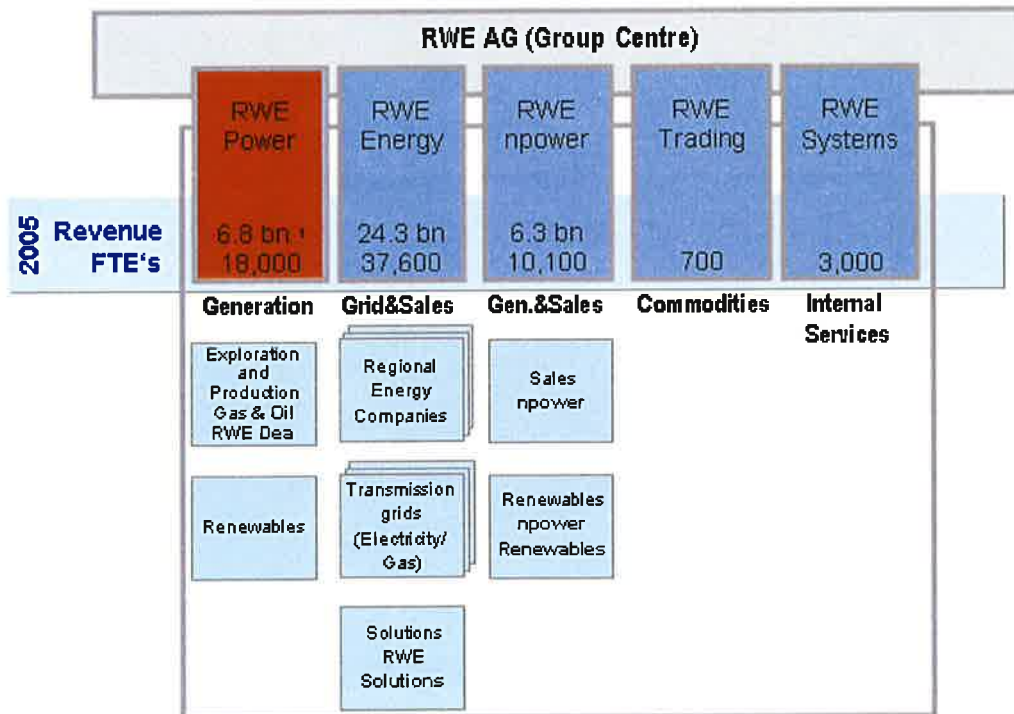 RWE AG (Group Centre)
RWE
Power
RWE
Energy
RWE
npower
RWE
Trading
RWE
Systems
2005
Revenue
FTE's
6.8 bn ¹
18,000
24.3 bn
37,600
6.3 bn
10,100
700
3,000
Generation
Grid&Sales
Gen.&Sales
Commodities
Internal
Services
Exploration
and
Production
Gas & Oil
RWE Dea
Regional
Energy
Companies
Sales
npower
Renewables
Transmission
grids
(Electricity/
Gas)
Renewables
npower
Renewables
Solutions
RWE
Solutions